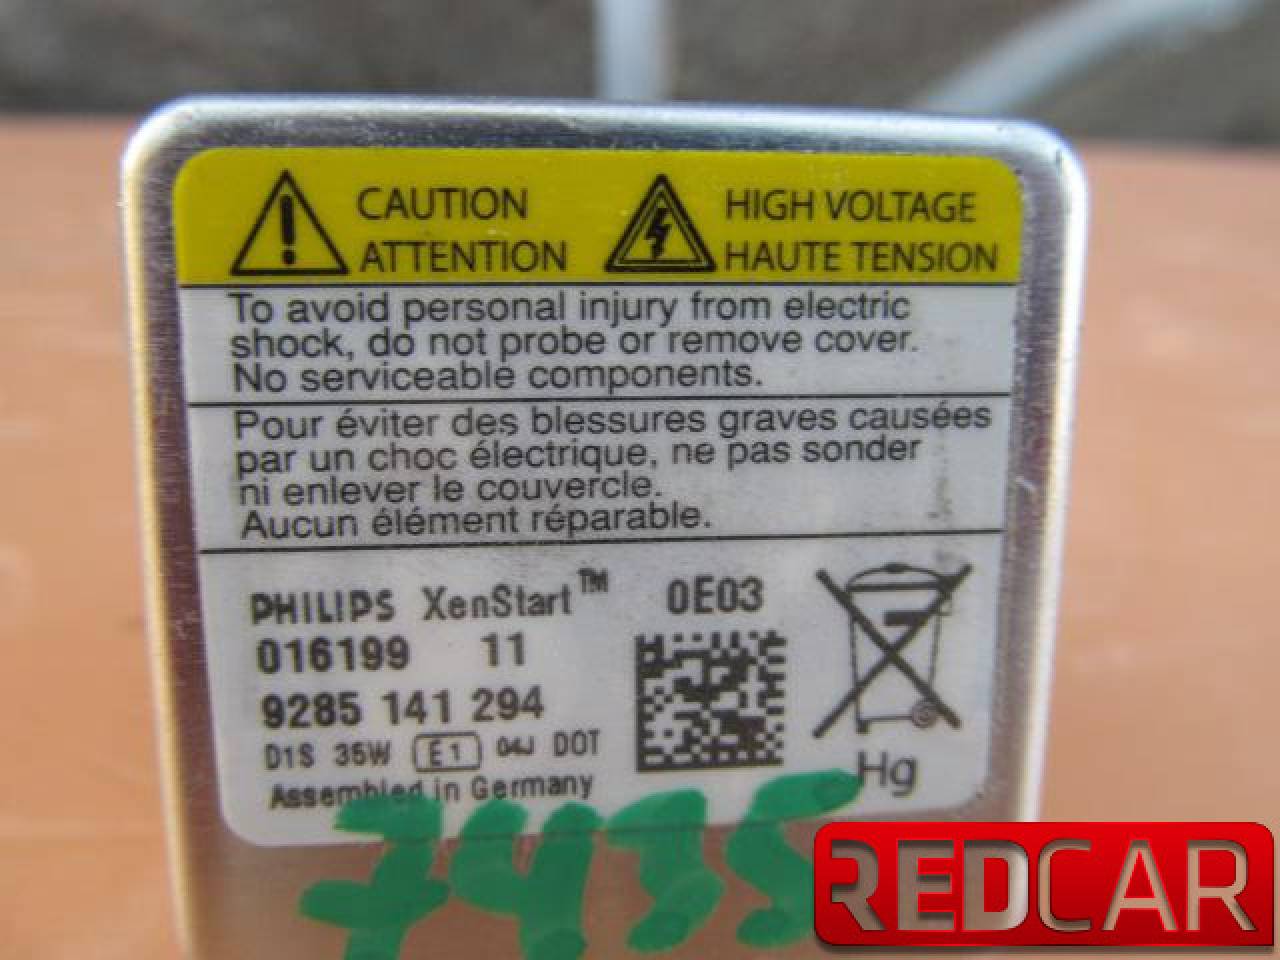 CAUTION
ATTENTION
HIGH VOLTAGE
HAUTE TENSION
To avoid personal injury from electric
shock, do not probe or remove cover.
No serviceable components.
Pour éviter des blessures graves causées
par un choc électrique, ne pas sonder
ni enlever le couvercle.
Aucun élément réparable.
PHILIPS XenStart™ 0E03
016199 11
9285 141 294
D1S 35W E1 04J DOT
Assembled in Germany
Hg
7435
REDCAR